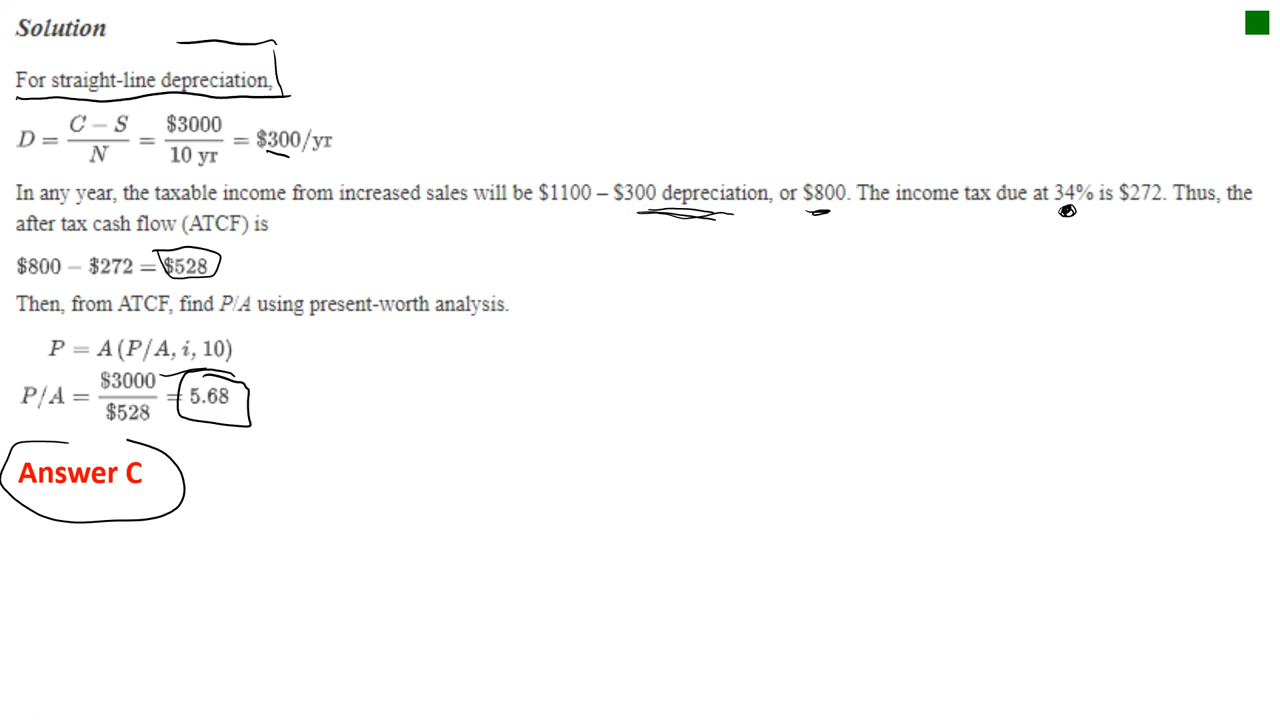 Solution
For straight-line depreciation,
D = C – S / N = $3000 / 10 yr = $300/yr
In any year, the taxable income from increased sales will be $1100 – $300 depreciation, or $800. The income tax due at 34% is $272. Thus, the
after tax cash flow (ATCF) is
$800 – $272 = $528
Then, from ATCF, find P/A using present-worth analysis.
P = A (P/A, i, 10)
P/A = $3000 / $528 = 5.68
Answer C